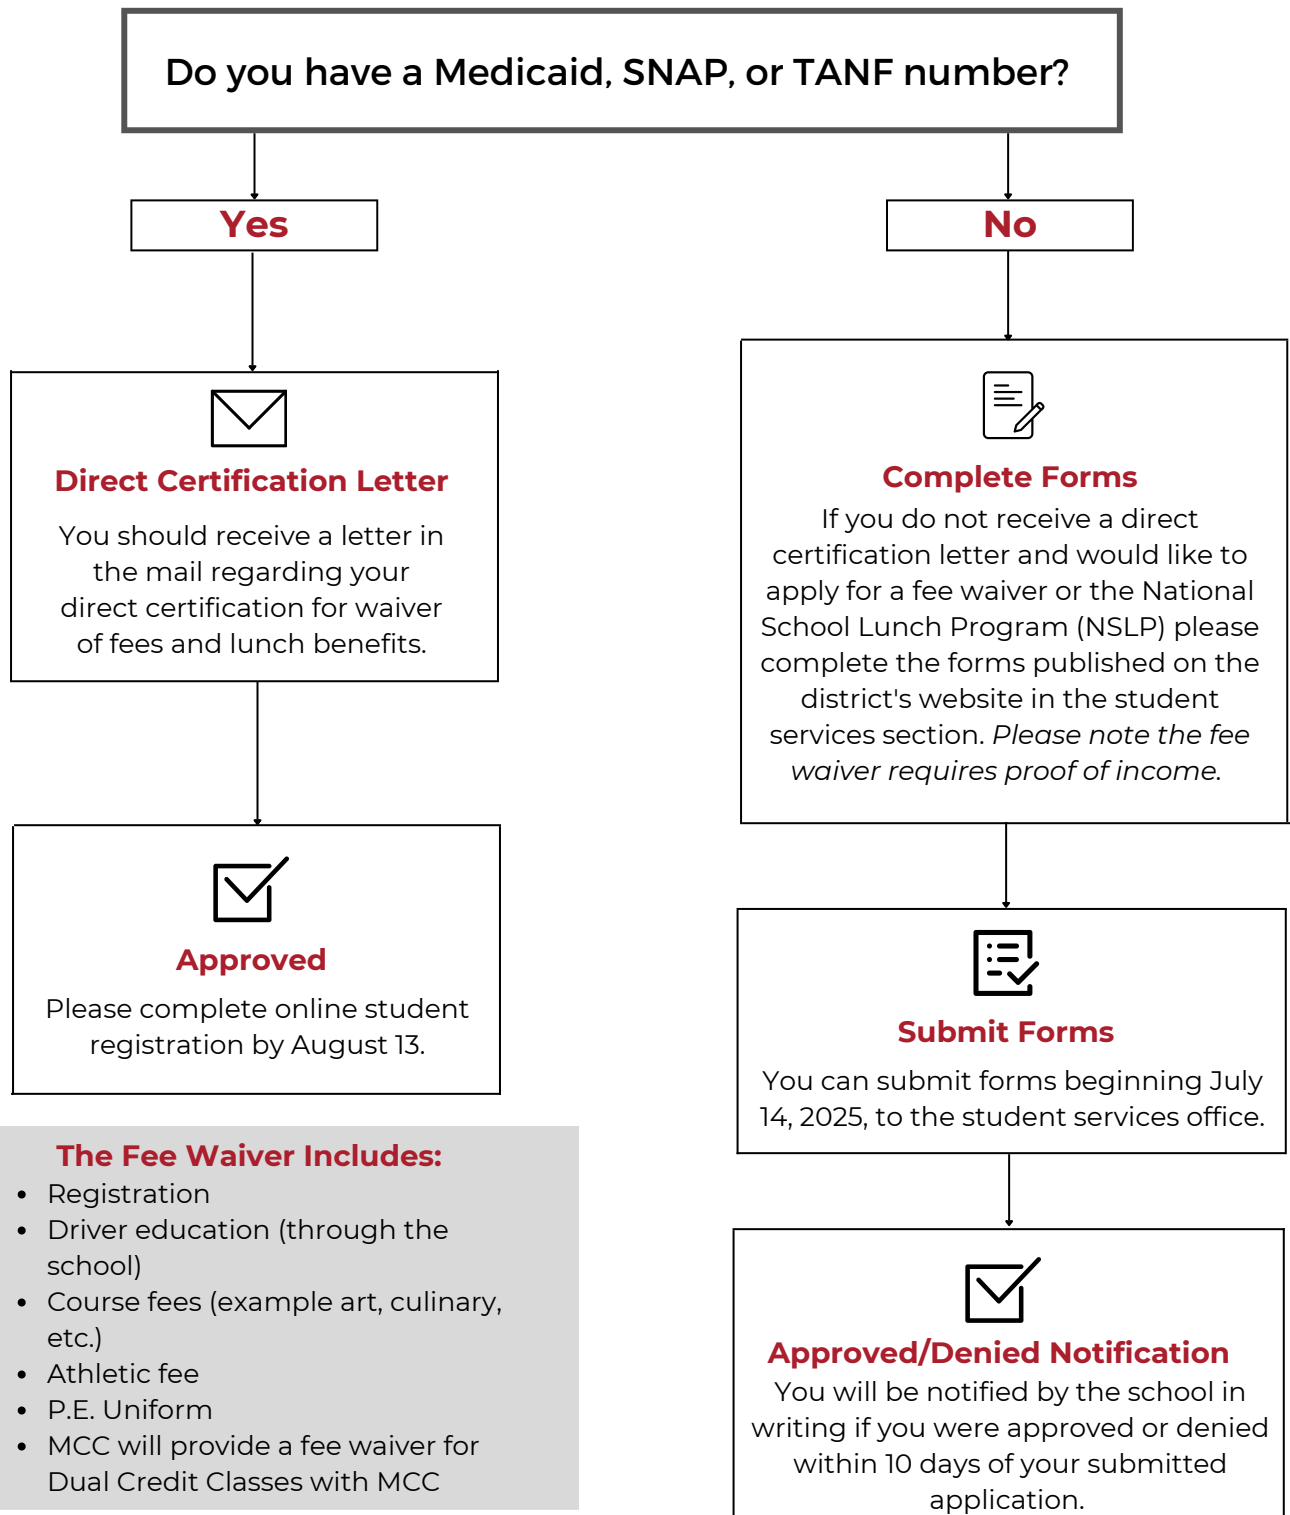 Do you have a Medicaid, SNAP, or TANF number?
Yes
Direct Certification Letter
You should receive a letter in
the mail regarding your
direct certification for waiver
of fees and lunch benefits.
Approved
Please complete online student
registration by August 13.
The Fee Waiver Includes:
• Registration
• Driver education (through the
school)
• Course fees (example art, culinary,
etc.)
• Athletic fee
• P.E. Uniform
• MCC will provide a fee waiver for
Dual Credit Classes with MCC
No
Complete Forms
If you do not receive a direct
certification letter and would like to
apply for a fee waiver or the National
School Lunch Program (NSLP) please
complete the forms published on the
district's website in the student
services section. Please note the fee
waiver requires proof of income.
Submit Forms
You can submit forms beginning July
14, 2025, to the student services office.
Approved/Denied Notification
You will be notified by the school in
writing if you were approved or denied
within 10 days of your submitted
application.